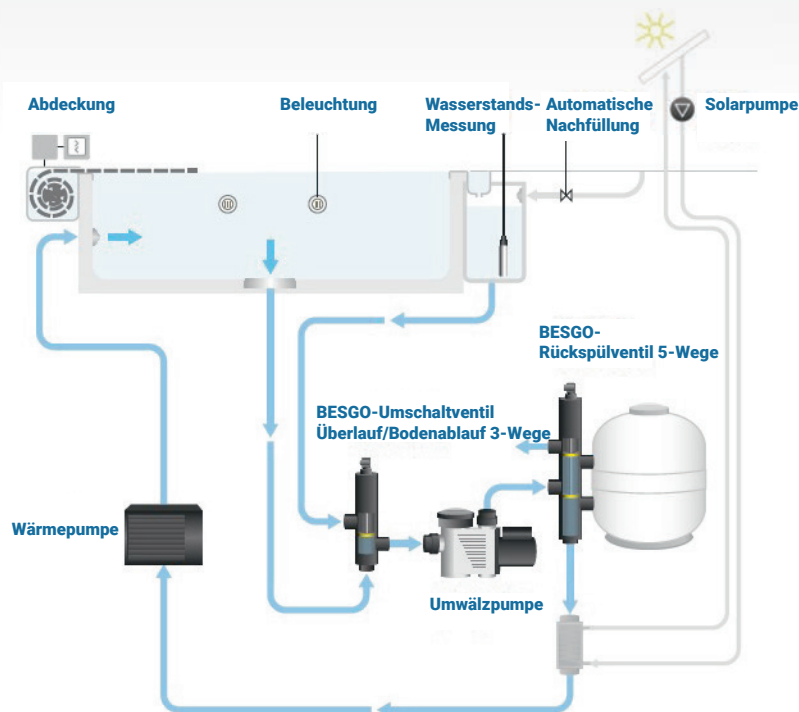 Abdeckung
Beleuchtung
Wasserstands-
Messung
Automatische
Nachfüllung
Solarpumpe
BESGO-
Rückspülventil 5-Wege
BESGO-Umschaltventil
Überlauf/Bodenablauf 3-Wege
Wärmepumpe
Umwälzpumpe